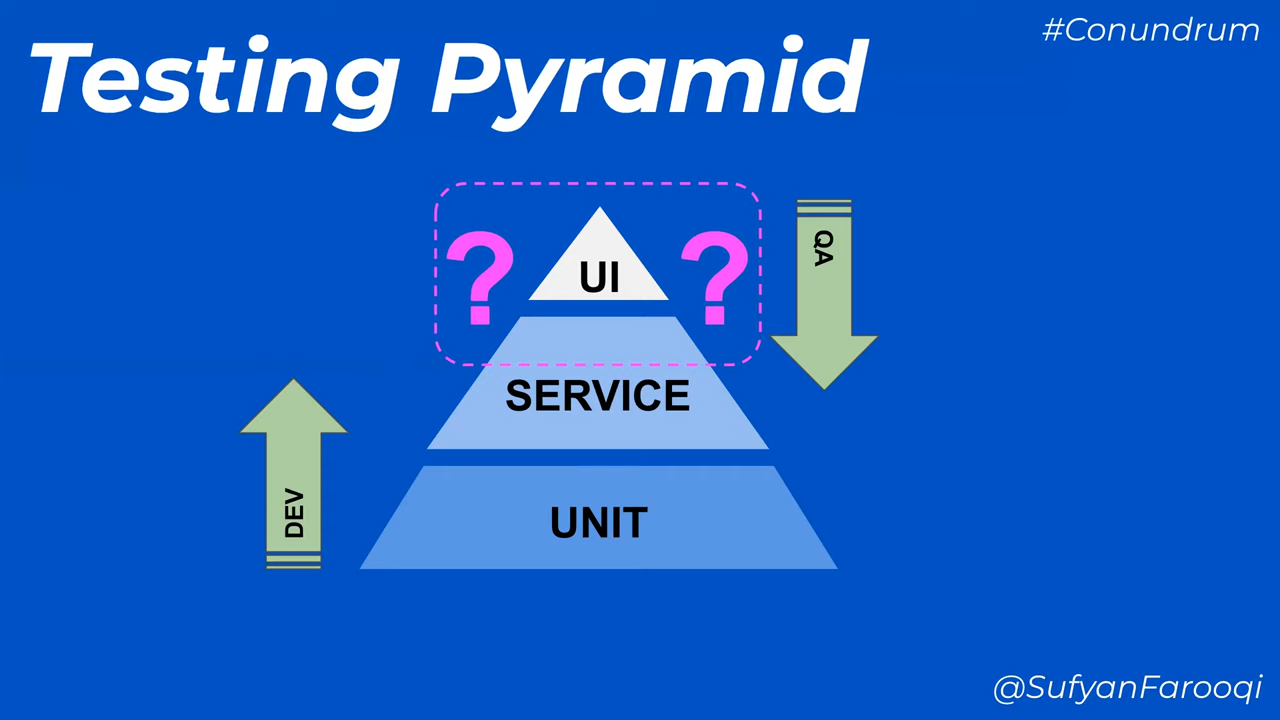 #Conundrum
Testing Pyramid
? UI ?
QA
SERVICE
DEV
UNIT
@SufyanFarooqi